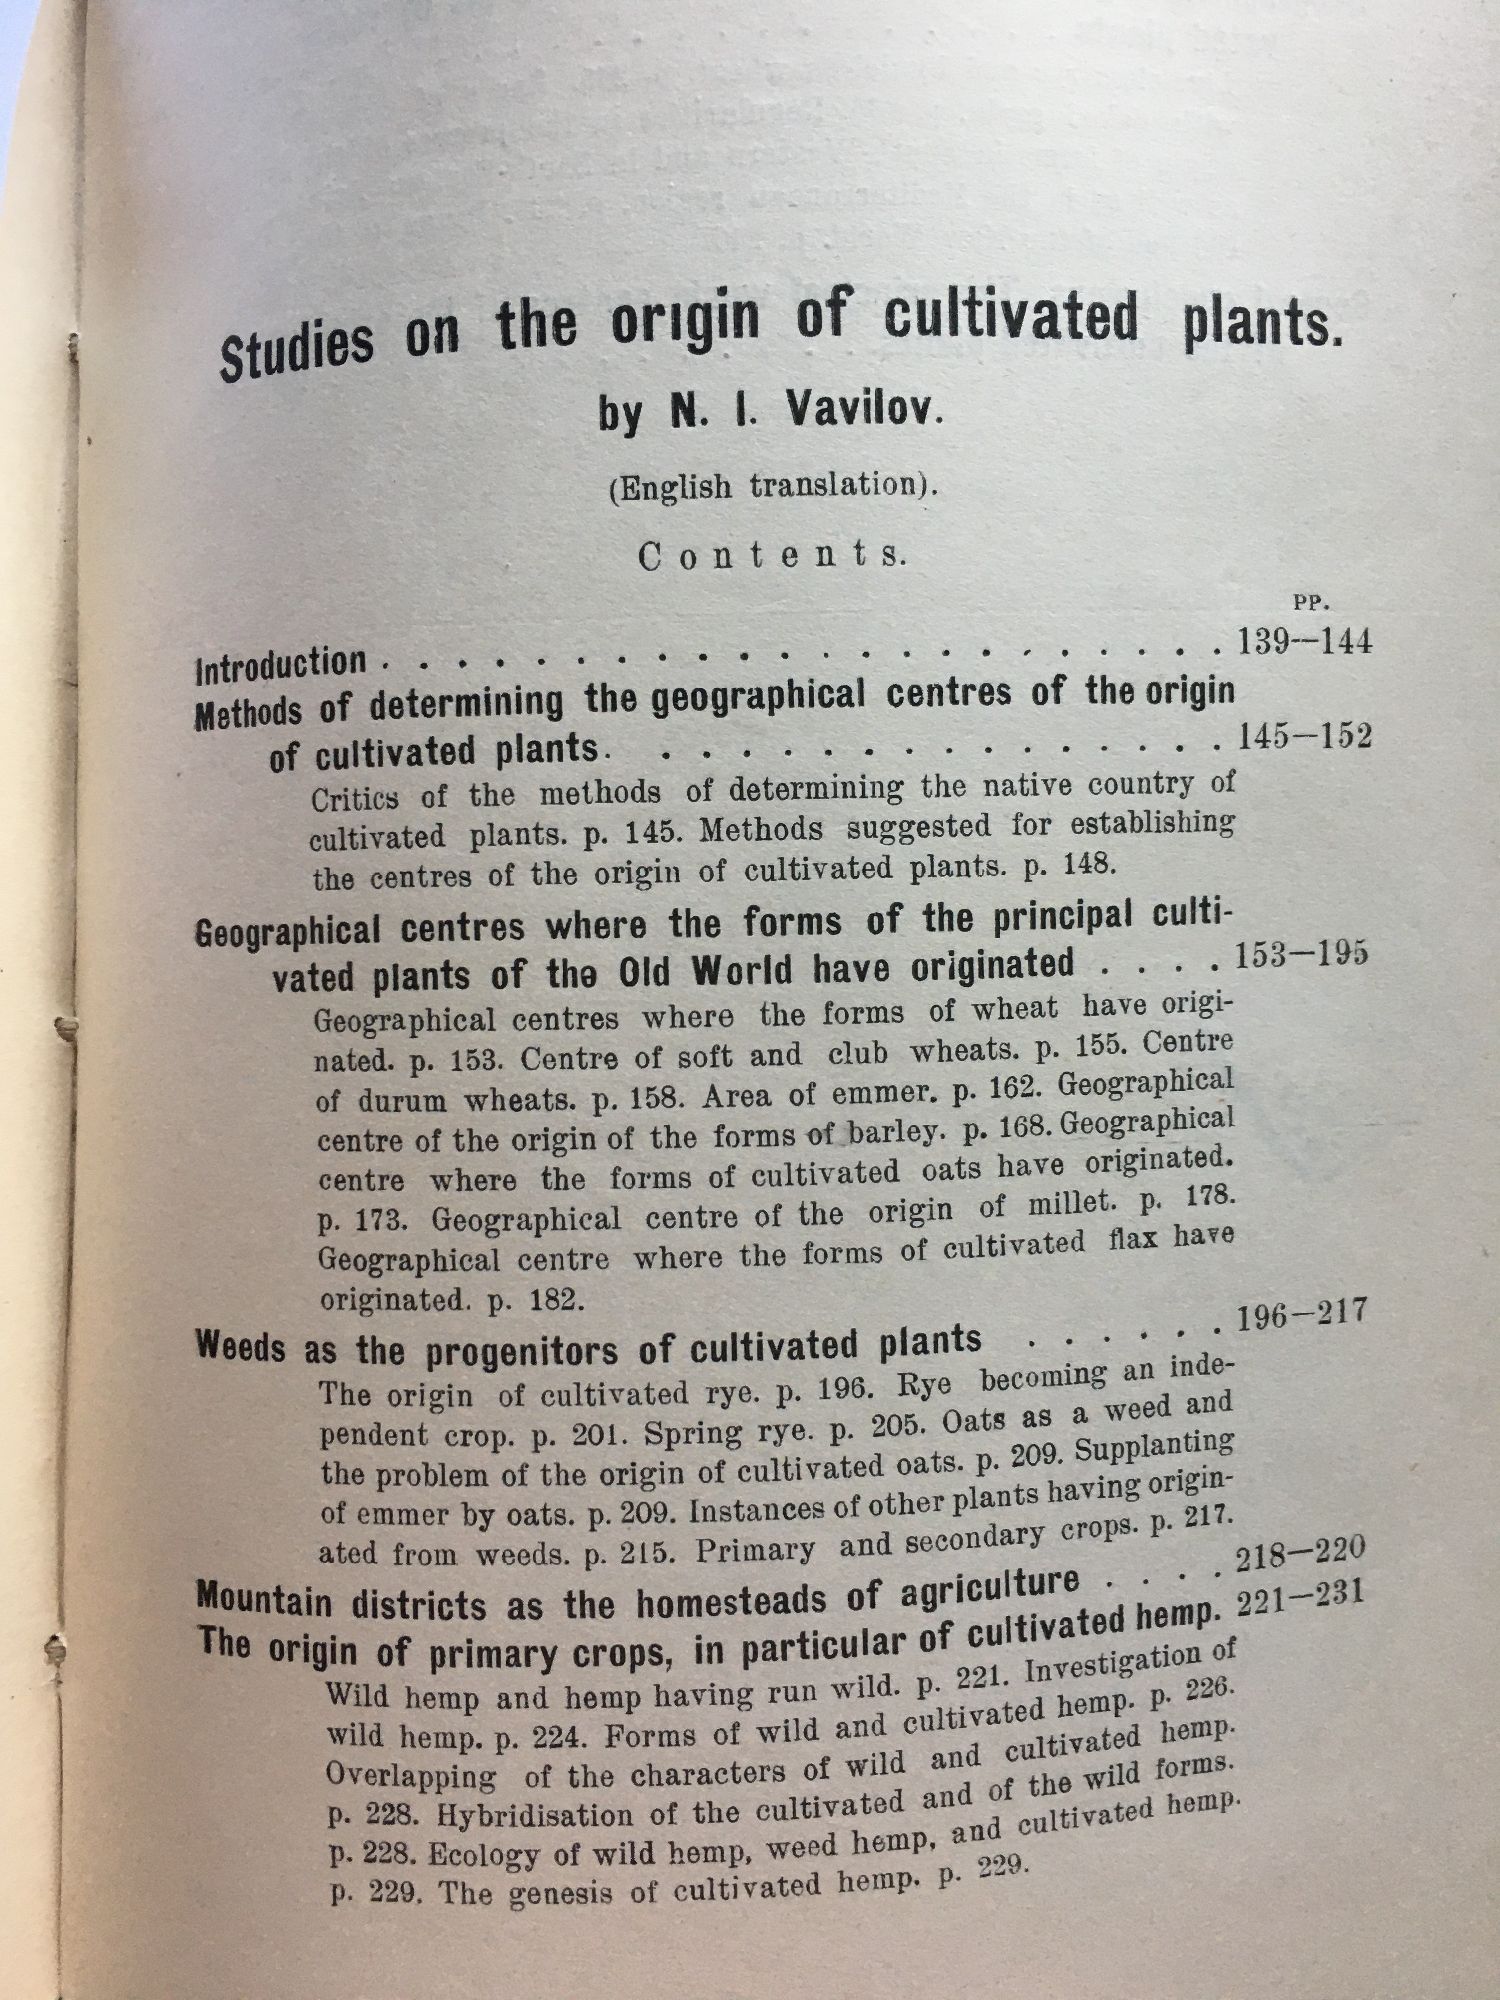 Studies on the origin of cultivated plants.
by N. I. Vavilov.
(English translation).
Contents.
PP.
Introduction . . . . . . . . . . . . . . . . . . . . . . 139—144
Methods of determining the geographical centres of the origin
of cultivated plants. . . . . . . . . . . . . . . . 145—152
Critics of the methods of determining the native country of
cultivated plants. p. 145. Methods suggested for establishing
the centres of the origin of cultivated plants. p. 148.
Geographical centres where the forms of the principal culti-
vated plants of the Old World have originated . . . . 153—195
Geographical centres where the forms of wheat have origi-
nated. p. 153. Centre of soft and club wheats. p. 155. Centre
of durum wheats. p. 158. Area of emmer. p. 162. Geographical
centre of the origin of the forms of barley. p. 168. Geographical
centre where the forms of cultivated oats have originated.
p. 173. Geographical centre of the origin of millet. p. 178.
Geographical centre where the forms of cultivated flax have
originated. p. 182.
Weeds as the progenitors of cultivated plants . . . . . . 196—217
The origin of cultivated rye. p. 196. Rye becoming an inde-
pendent crop. p. 201. Spring rye. p. 205. Oats as a weed and
the problem of the origin of cultivated oats. p. 209. Supplanting
of emmer by oats. p. 209. Instances of other plants having origin-
ated from weeds. p. 215. Primary and secondary crops. p. 217.
Mountain districts as the homesteads of agriculture . . . . 218—220
The origin of primary crops, in particular of cultivated hemp. 221—231
Wild hemp and hemp having run wild. p. 221. Investigation of
wild hemp. p. 224. Forms of wild and cultivated hemp. p. 226.
Overlapping of the characters of wild and cultivated hemp.
p. 228. Hybridisation of the cultivated and of the wild forms.
p. 228. Ecology of wild hemp, weed hemp, and cultivated hemp.
p. 229. The genesis of cultivated hemp. p. 229.